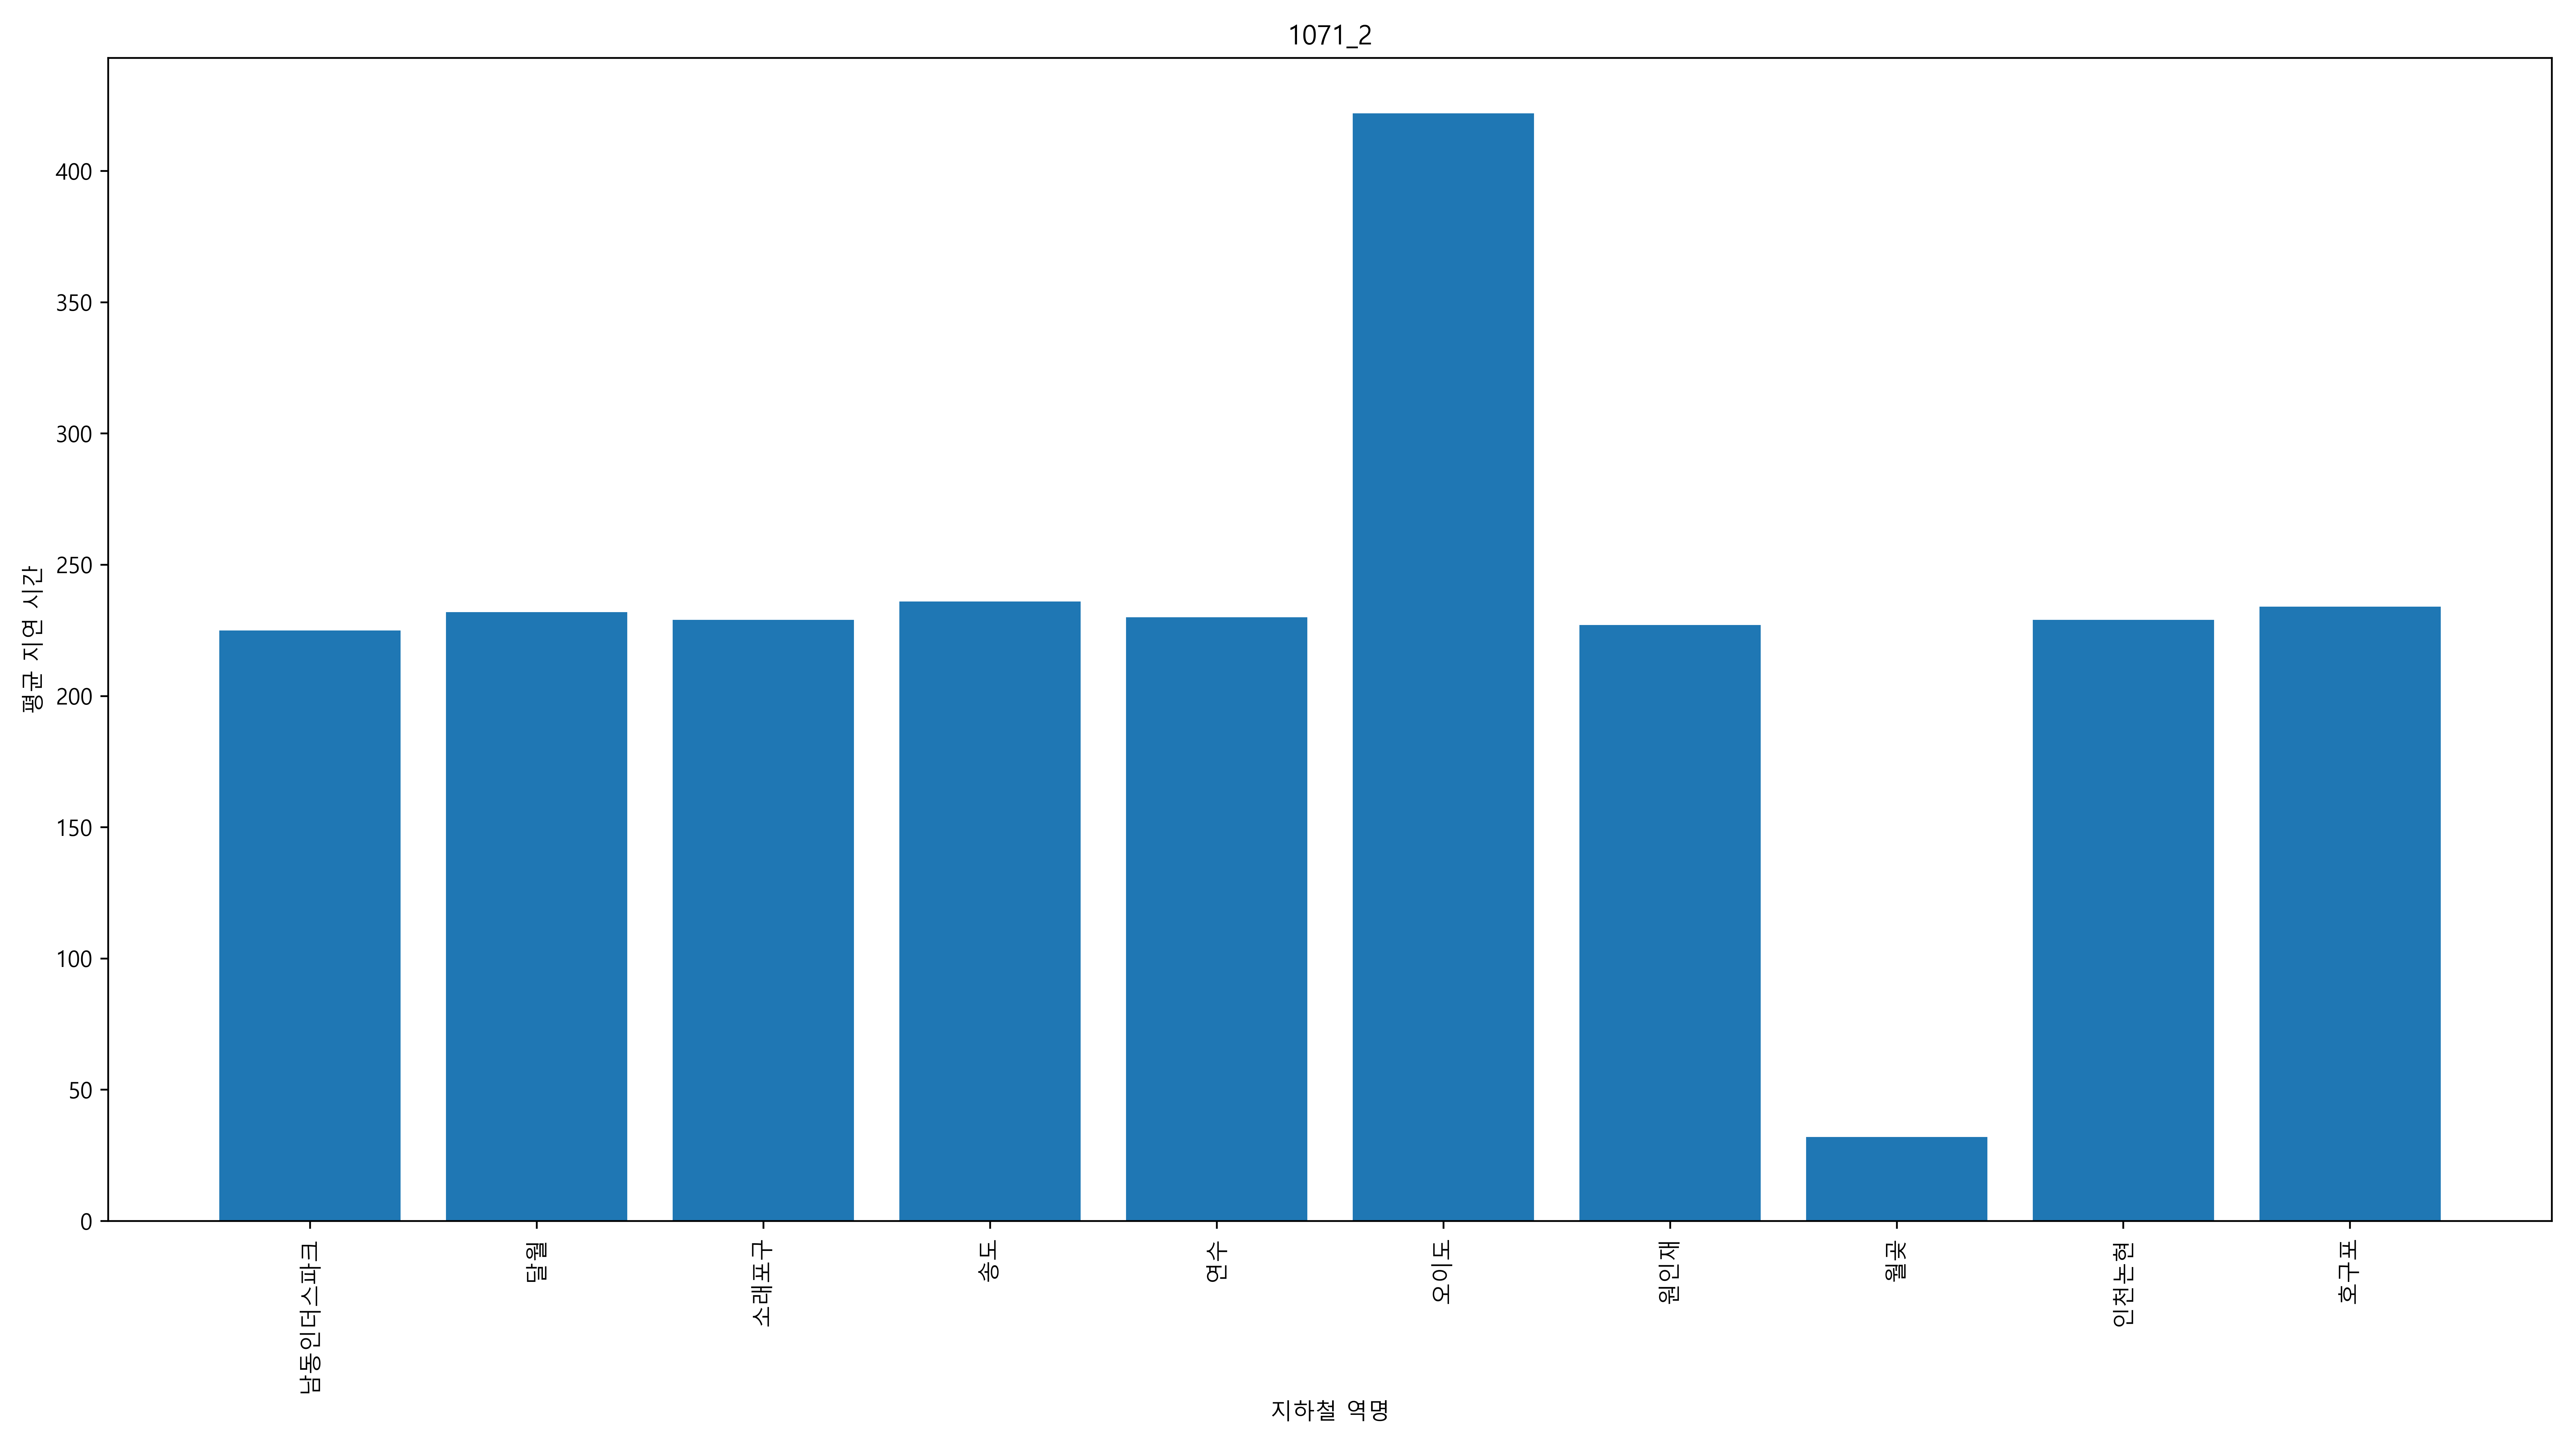 1071_2
평균 지연 시간
400
350
300
250
200
150
100
50
0
남동인더스파크
달월
소래포구
송도
연수
오이도
원인재
월곶
인천논현
호구포
지하철 역명